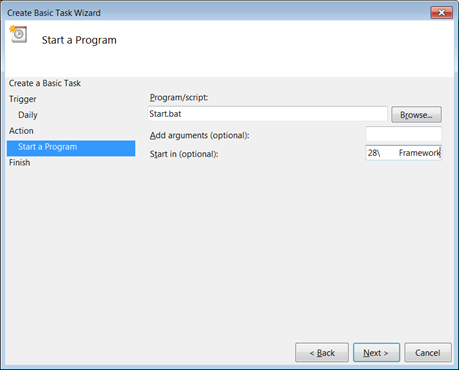 Create Basic Task Wizard
Start a Program
Create a Basic Task
Trigger
Daily
Action
Start a Program
Finish
Program/script:
Start.bat
Browse...
Add arguments (optional):
Start in (optional):
28\ Framework
< Back
Next >
Cancel